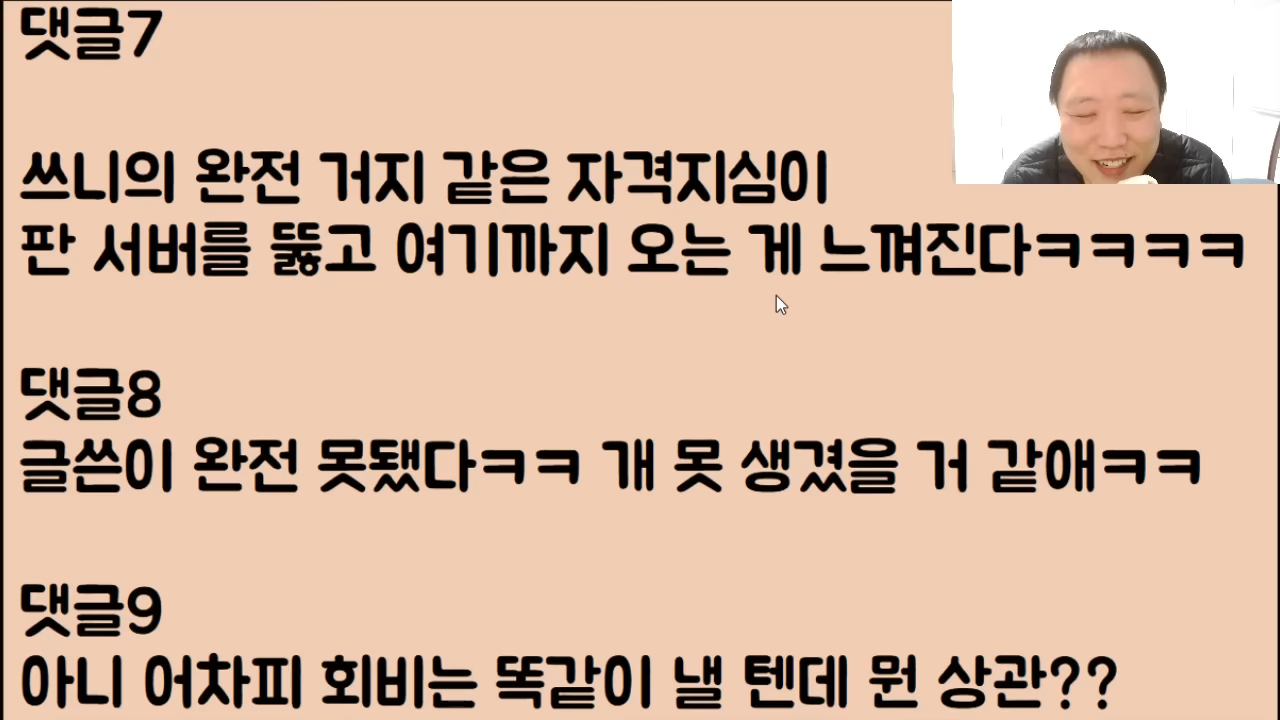 댓글7
쓰니의 완전 거지 같은 자격지심이
판 서버를 뚫고 여기까지 오는 게 느껴진다ㅋㅋㅋㅋ
댓글8
글쓴이 완전 못됐다ㅋㅋ 개 못 생겼을 거 같애ㅋㅋ
댓글9
아니 어차피 회비는 똑같이 낼 텐데 뭔 상관??